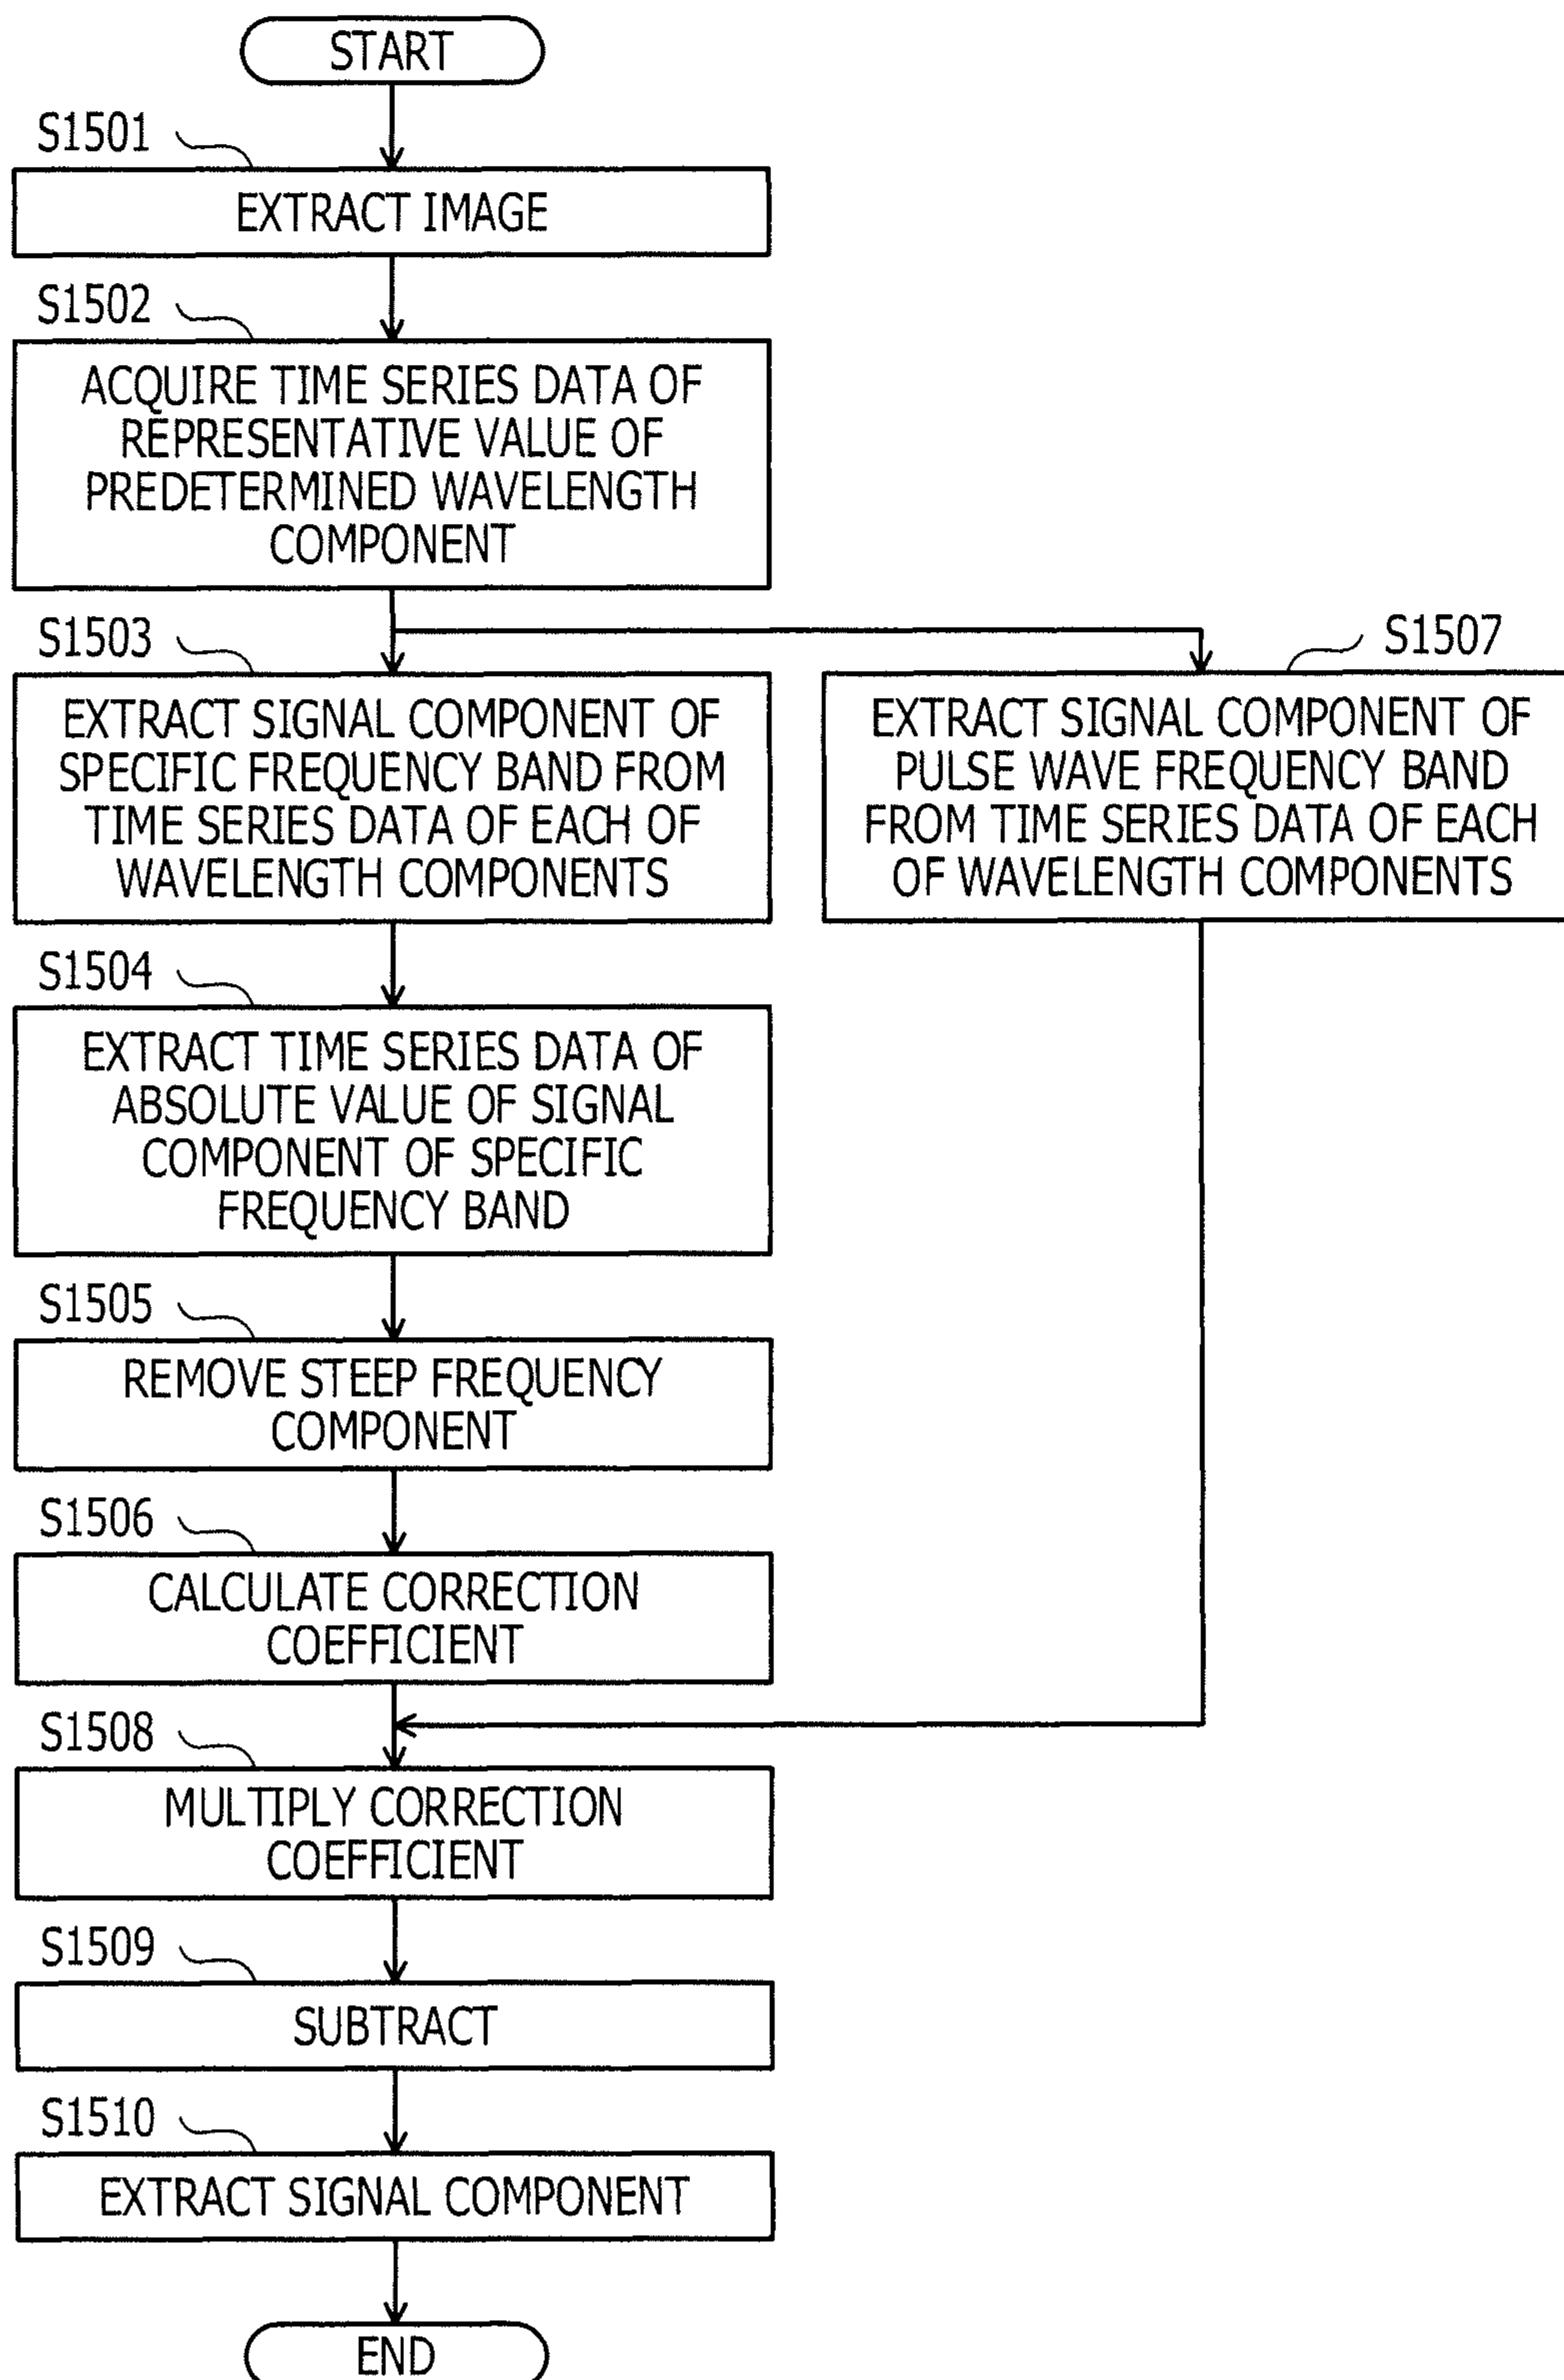 START
S1501
EXTRACT IMAGE
S1502
ACQUIRE TIME SERIES DATA OF
REPRESENTATIVE VALUE OF
PREDETERMINED WAVELENGTH
COMPONENT
S1503
EXTRACT SIGNAL COMPONENT OF
SPECIFIC FREQUENCY BAND FROM
TIME SERIES DATA OF EACH OF
WAVELENGTH COMPONENTS
S1507
EXTRACT SIGNAL COMPONENT OF
PULSE WAVE FREQUENCY BAND
FROM TIME SERIES DATA OF EACH
OF WAVELENGTH COMPONENTS
S1504
EXTRACT TIME SERIES DATA OF
ABSOLUTE VALUE OF SIGNAL
COMPONENT OF SPECIFIC
FREQUENCY BAND
S1505
REMOVE STEEP FREQUENCY
COMPONENT
S1506
CALCULATE CORRECTION
COEFFICIENT
S1508
MULTIPLY CORRECTION
COEFFICIENT
S1509
SUBTRACT
S1510
EXTRACT SIGNAL COMPONENT
END